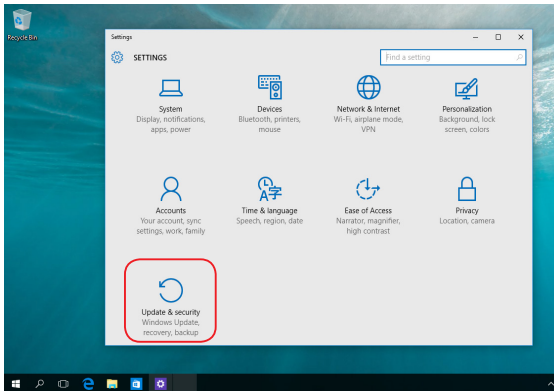 Recycle Bin
Settings
SETTINGS
Find a setting
System
Display, notifications,
apps, power
Devices
Bluetooth, printers,
mouse
Network & Internet
Wi-Fi, airplane mode,
VPN
Personalization
Background, lock
screen, colors
Accounts
Your account, sync
settings, work, family
Time & language
Speech, region, date
Ease of Access
Narrator, magnifier,
high contrast
Privacy
Location, camera
Update & security
Windows Update,
recovery, backup